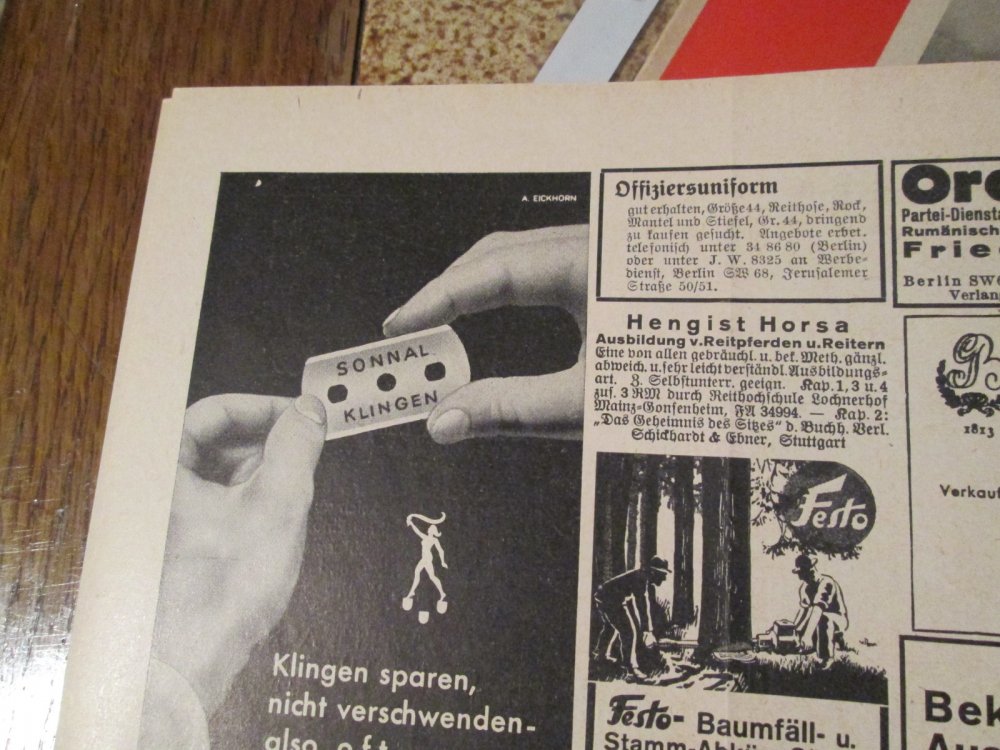 A. EICKHORN
SONNAL
KLINGEN
Klingen sparen,
nicht verschwenden-
also oft
Offiziersuniform
gut erhalten, Größe 44, Reithose, Rock,
Mantel und Stiefel, Gr. 44, dringend
zu kaufen gesucht. Angebote erbet.
telefonisch unter 34 86 80 (Berlin)
oder unter J. W. 8325 an Werbe-
dienst, Berlin SW 68, Jerusalemer
Straße 50/51.
Hengist Horsa
Ausbildung v. Reitpferden u. Reitern
Eine von allen gebräuchl. u. bek. Meth. gänzl.
abweich. u. sehr leicht verständl. Ausbildungs-
art. Z. Selbstunterr. geeign. Kap. 1, 3 u. 4
zus. 3 RM durch Reithochschule Lochnerhof
Mainz-Gonsenheim, FA 34994. — Kap. 2:
„Das Geheimnis des Sitzes" d. Buchh. Verl.
Schickhardt & Ebner, Stuttgart
Festo
Festo- Baumfäll- u.
Partei-Dienst
Rumänisch
Berlin SW
Verlan
1813
Verkau
Bek